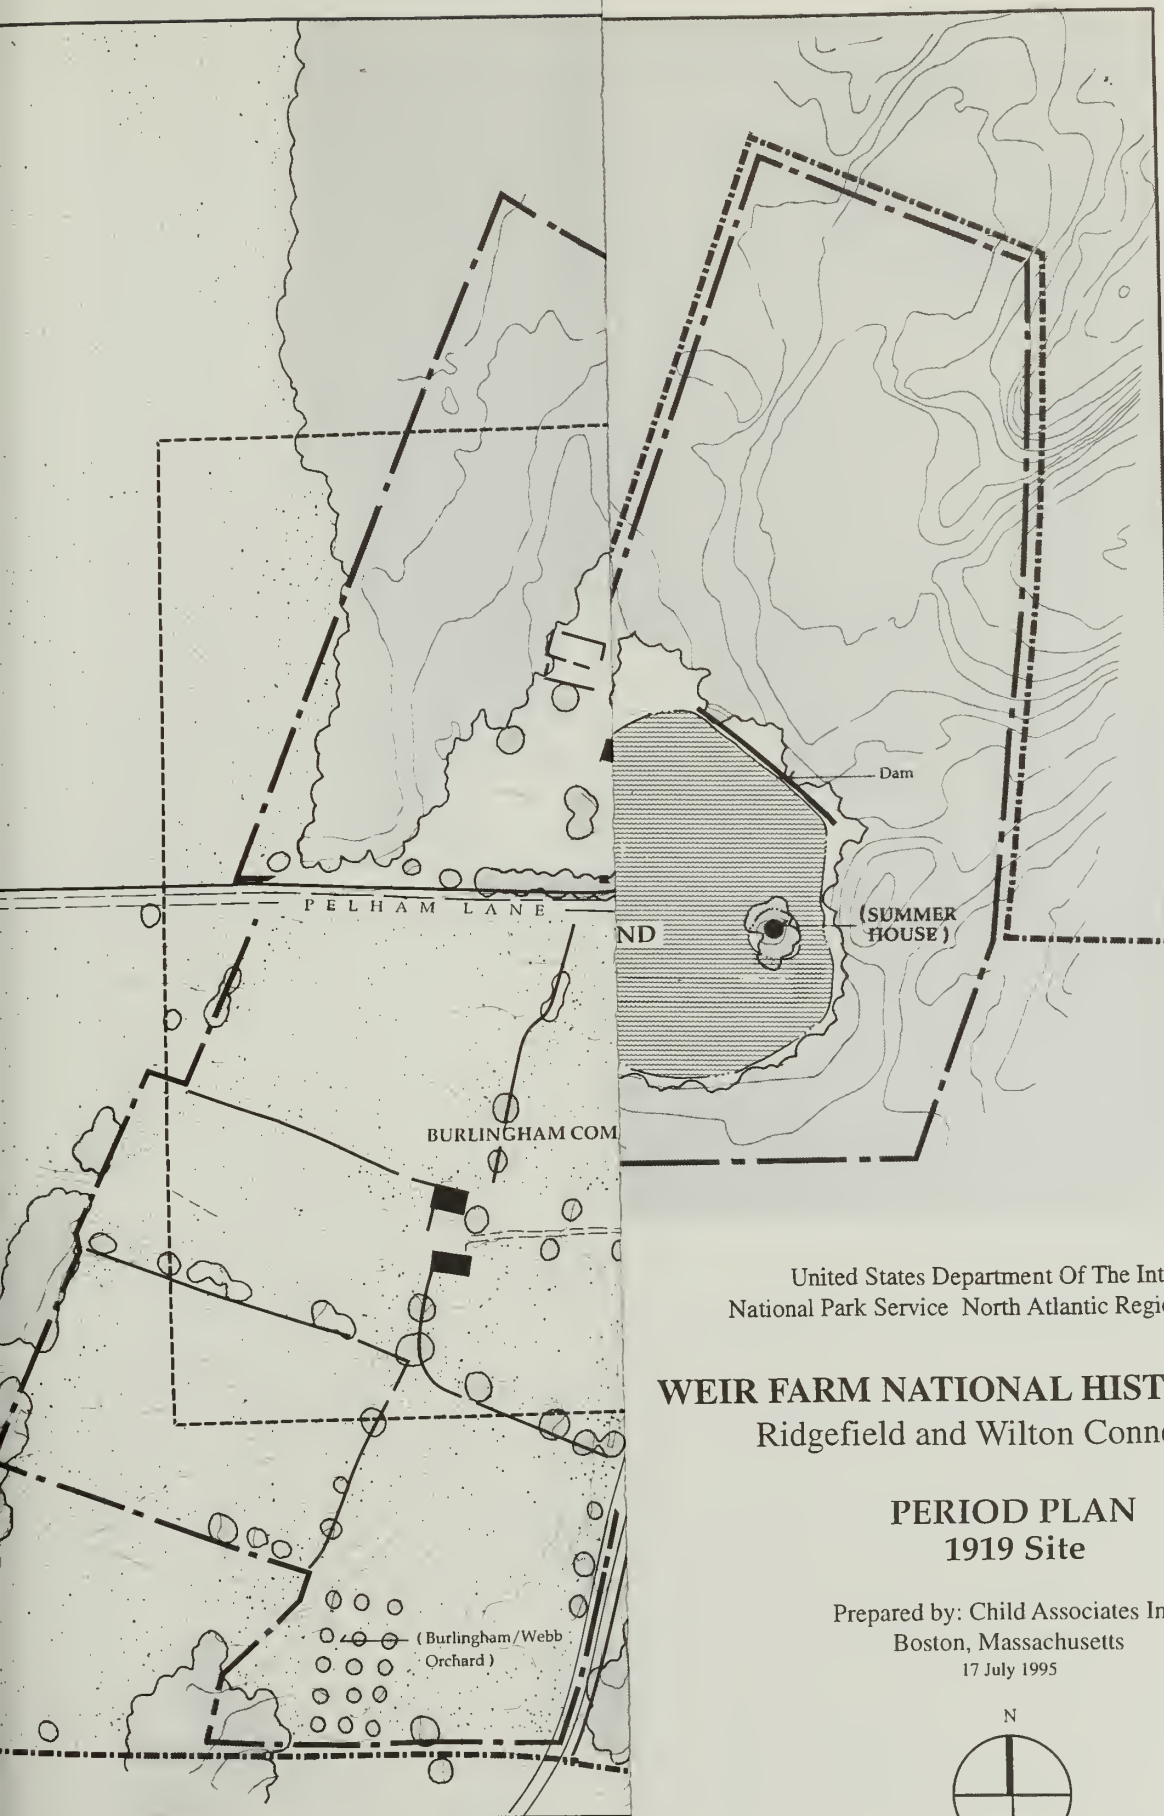 Dam
PELHAM LANE
ND
(SUMMER
HOUSE)
BURLINGHAM COM
(Burlingham/Webb
Orchard)
United States Department Of The Int
National Park Service North Atlantic Regi
WEIR FARM NATIONAL HIST
Ridgefield and Wilton Conn
PERIOD PLAN
1919 Site
Prepared by: Child Associates In
Boston, Massachusetts
17 July 1995
N